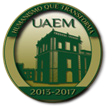 HUMANISMO QUE TRANSFORMA
UAEM
2013-2017